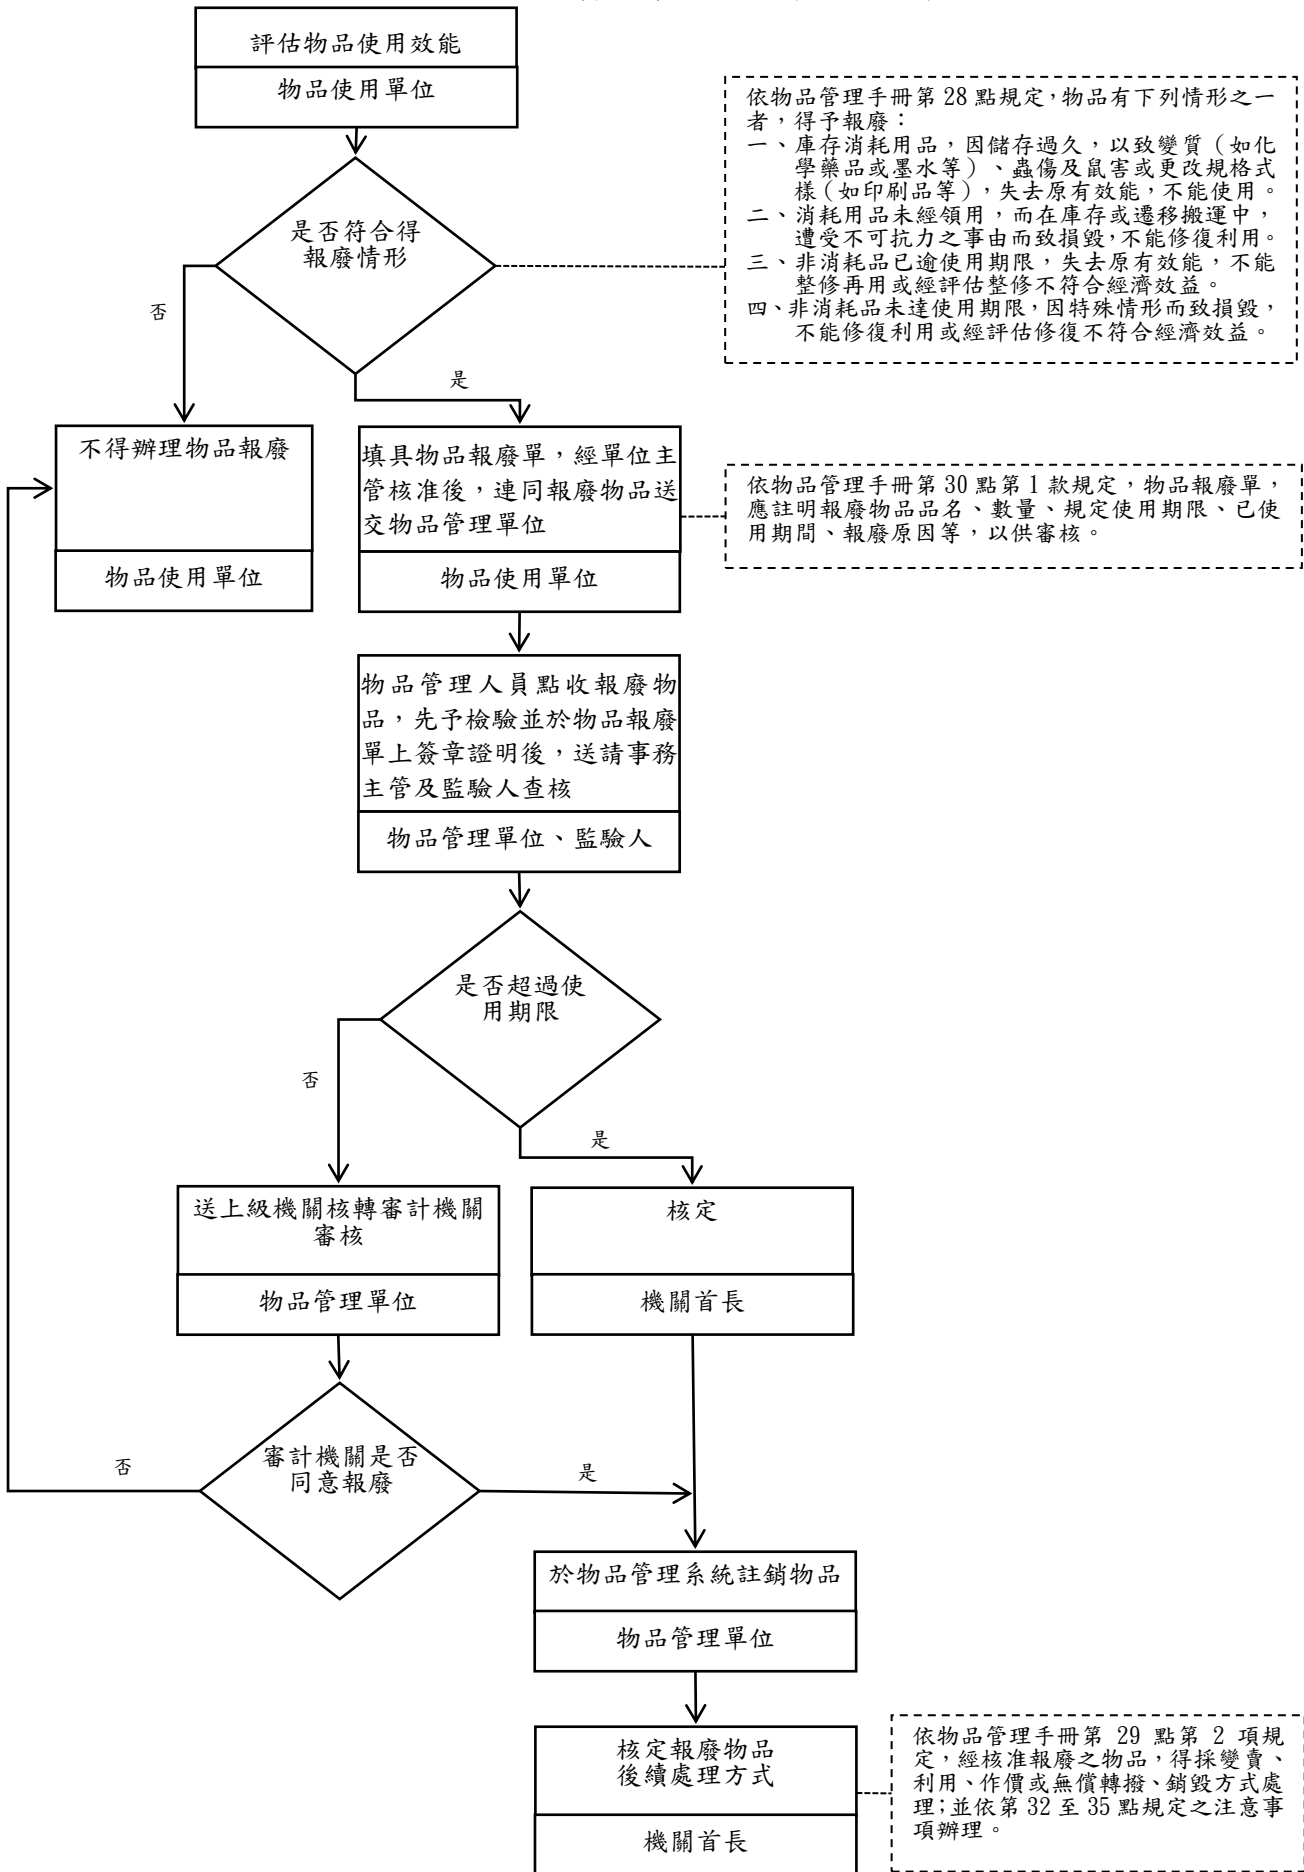 評估物品使用效能
物品使用單位
依物品管理手冊第 28 點規定，物品有下列情形之一
者，得予報廢：
一、庫存消耗用品，因儲存過久，以致變質（如化
學藥品或墨水等）、蟲傷及鼠害或更改規格式
樣（如印刷品等），失去原有效能，不能使用。
二、消耗用品未經領用，而在庫存或遷移搬運中，
遭受不可抗力之事由而致損毀，不能修復利用。
三、非消耗品已逾使用期限，失去原有效能，不能
整修再用或經評估整修不符合經濟效益。
四、非消耗品未達使用期限，因特殊情形而致損毀，
不能修復利用或經評估修復不符合經濟效益。
是否符合得
報廢情形
否
是
不得辦理物品報廢
物品使用單位
填具物品報廢單，經單位主
管核准後，連同報廢物品送
交物品管理單位
物品使用單位
依物品管理手冊第 30 點第 1 款規定，物品報廢單，
應註明報廢物品品名、數量、規定使用期限、已使
用期間、報廢原因等，以供審核。
物品管理人員點收報廢物
品，先予檢驗並於物品報廢
單上簽章證明後，送請事務
主管及監驗人查核
物品管理單位、監驗人
是否超過使
用期限
否
是
送上級機關核轉審計機關
審核
物品管理單位
核定
機關首長
審計機關是否
同意報廢
否
是
於物品管理系統註銷物品
物品管理單位
核定報廢物品
後續處理方式
機關首長
依物品管理手冊第 29 點第 2 項規
定，經核准報廢之物品，得採變賣、
利用、作價或無償轉撥、銷毀方式處
理；並依第 32 至 35 點規定之注意事
項辦理。